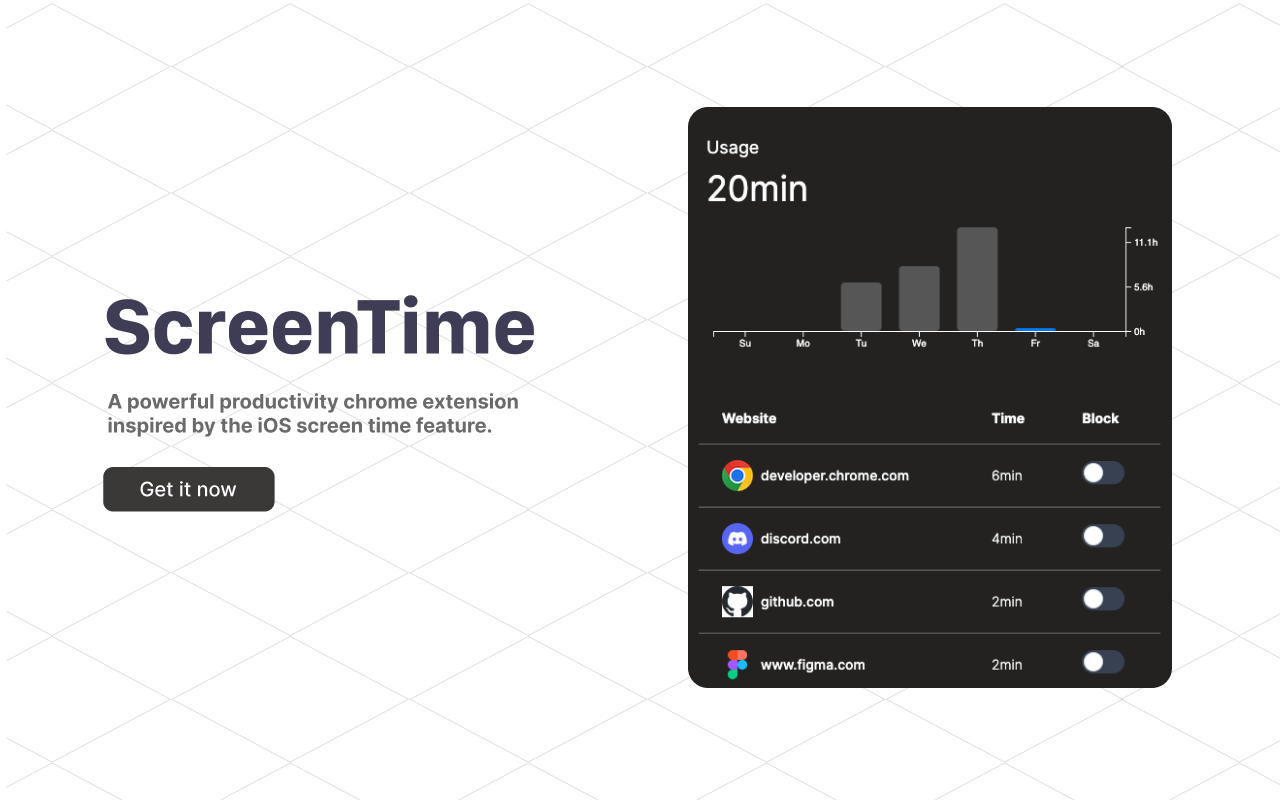 ScreenTime
A powerful productivity chrome extension
inspired by the iOS screen time feature.
Get it now
Usage
20min
11.1h
5.6h
0h
Su Mo Tu We Th Fr Sa
Website Time Block
developer.chrome.com 6min
discord.com 4min
github.com 2min
www.figma.com 2min